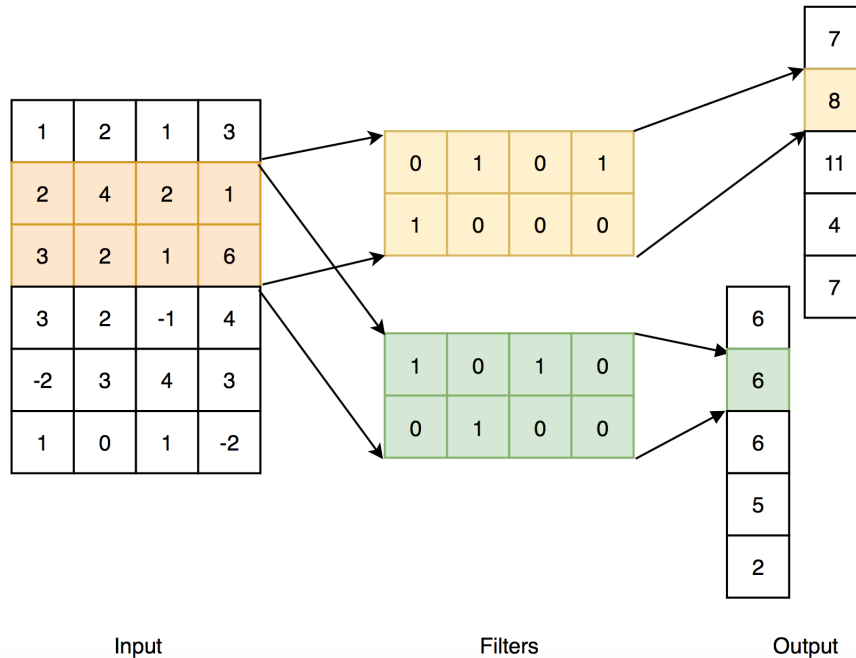 1 2 1 3
2 4 2 1
3 2 1 6
3 2 -1 4
-2 3 4 3
1 0 1 -2
0 1 0 1
1 0 0 0
1 0 1 0
0 1 0 0
7
8
11
4
7
6
6
6
5
2
Input
Filters
Output